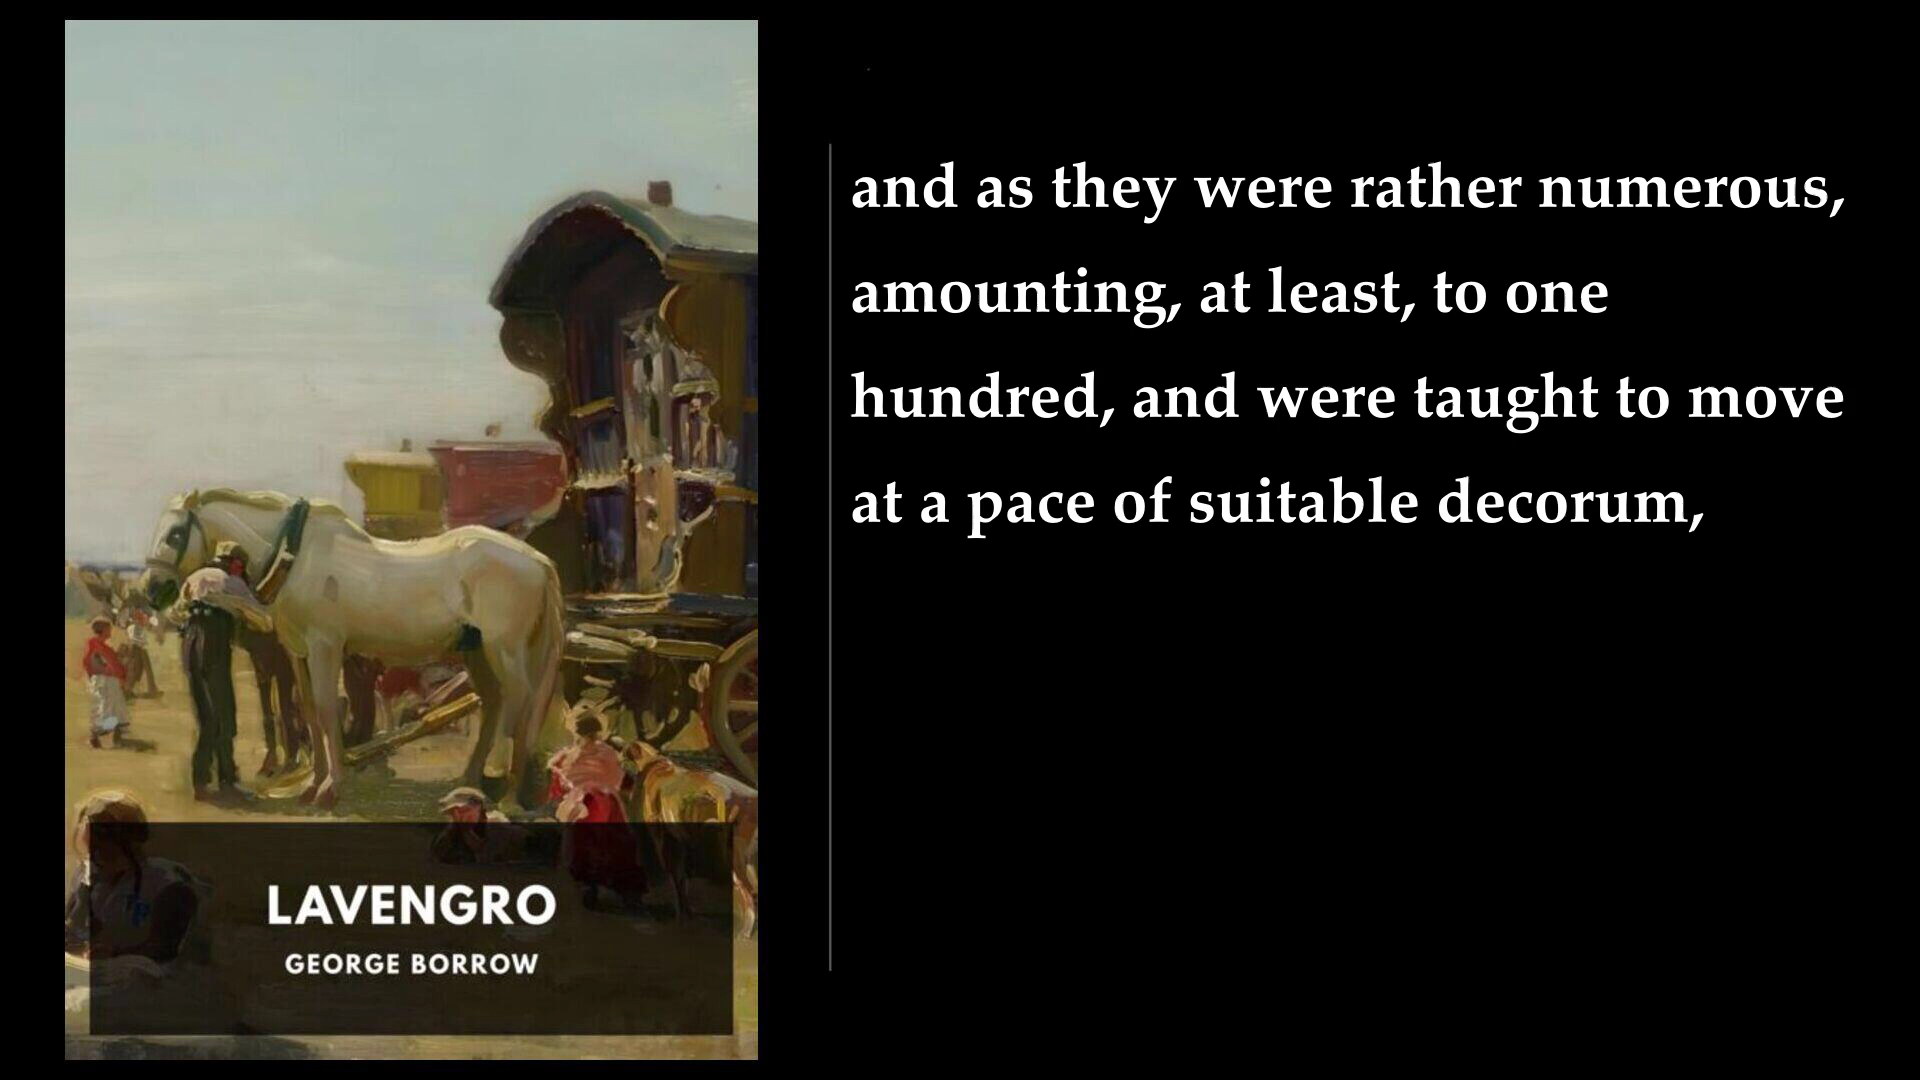 and as they were rather numerous,
amounting, at least, to one
hundred, and were taught to move
at a pace of suitable decorum,
LAVENGRO
GEORGE BORROW